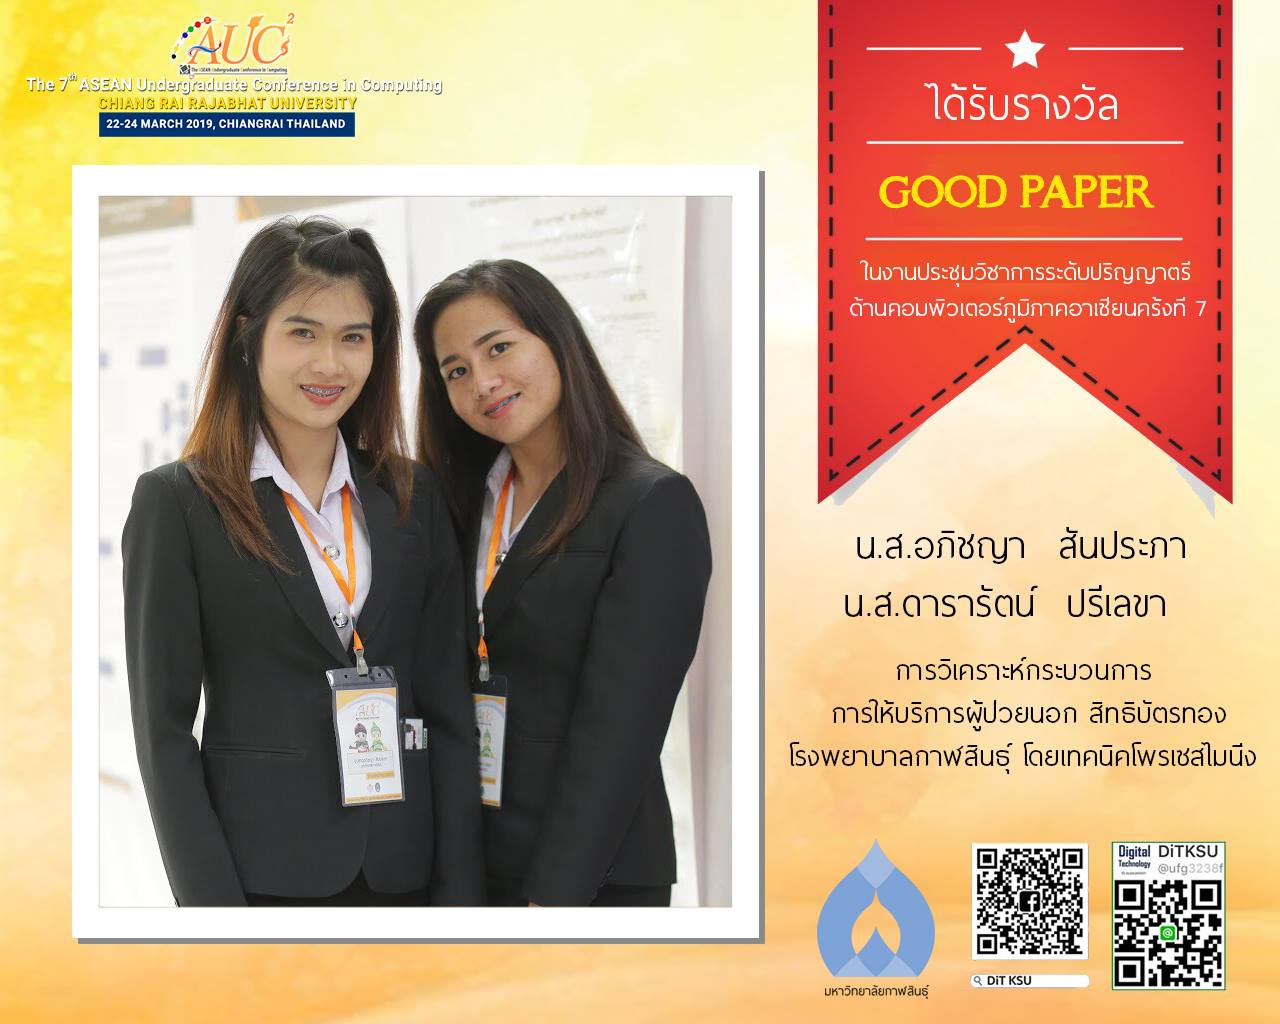 AUC²
The ASEAN Undergraduate Conference in Computing
The 7th ASEAN Undergraduate Conference in Computing
CHIANG RAI RAJABHAT UNIVERSITY
22-24 MARCH 2019, CHIANGRAI THAILAND
ได้รับรางวัล
GOOD PAPER
ในงานประชุมวิชาการระดับปริญญาตรี
ด้านคอมพิวเตอร์ภูมิภาคอาเซียนครั้งที่ 7
น.ส.อภิชญา สันประภา
น.ส.ดารารัตน์ ปรีเลขา
การวิเคราะห์กระบวนการ
การให้บริการผู้ป่วยนอก สิทธิบัตรทอง
โรงพยาบาลกาฬสินธุ์ โดยเทคนิคโพรเซสไมนิง
AUC²
มหาวิทยาลัยกาฬสินธุ์
DiT KSU
Digital Technology
DiTKSU
@ufg3238f